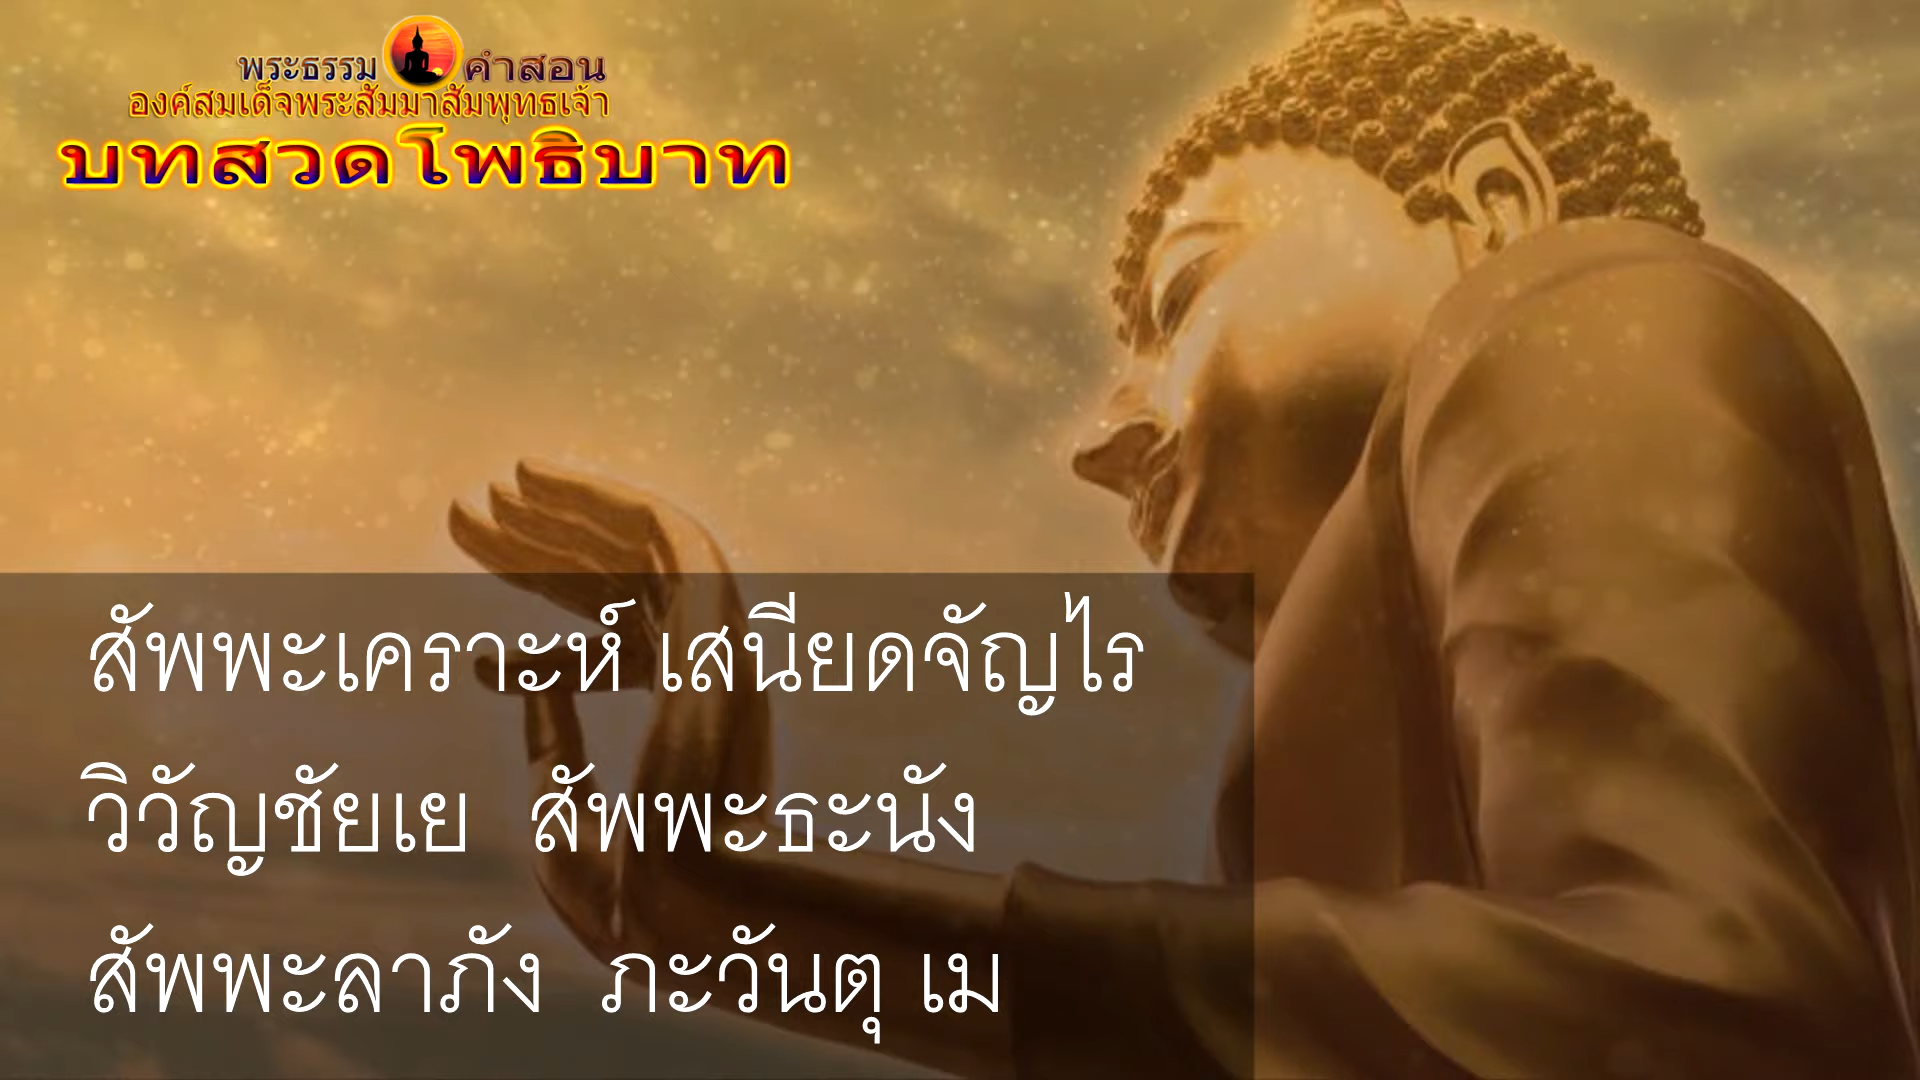 พระธรรม คำสอน
องค์สมเด็จพระสัมมาสัมพุทธเจ้า
บทสวดโพธิบาท
สัพพะเคราะห์ เสนียดจัญไร
วิวัญชัยเย สัพพะธะนัง
สัพพะลาภัง ภะวันตุ เม